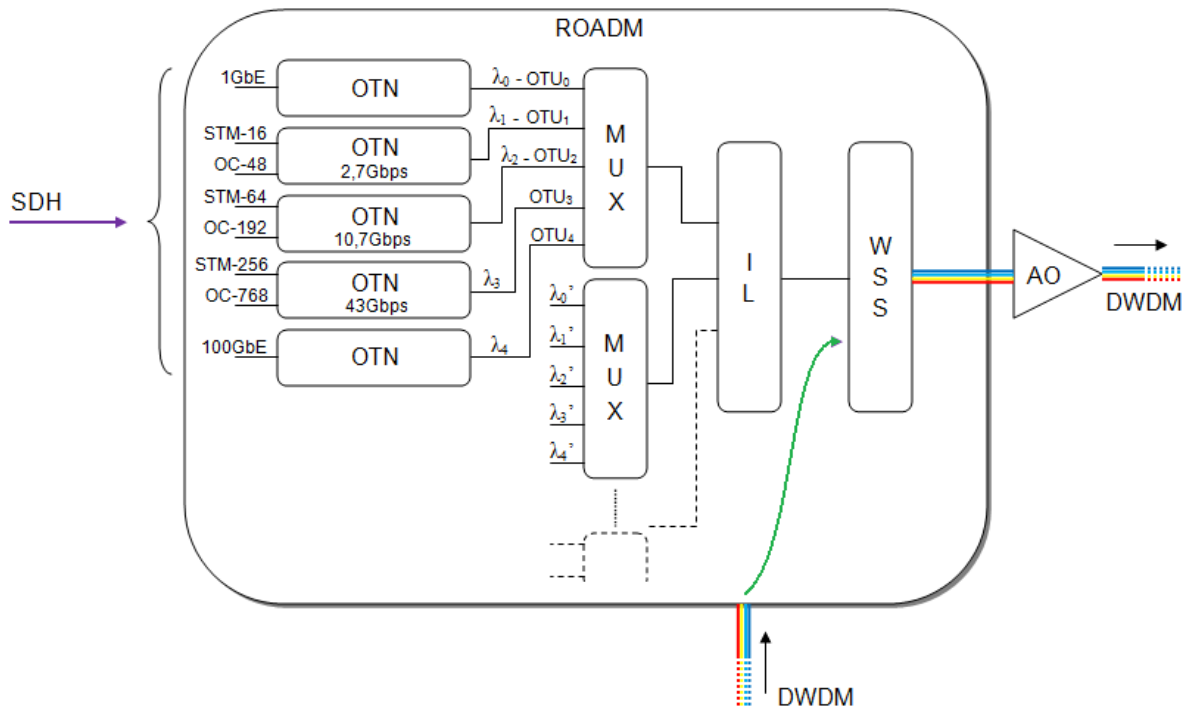 ROADM
1GbE
OTN
λ₀ - OTU₀
STM-16
OC-48
OTN
2,7Gbps
λ₁ - OTU₁
STM-64
OC-192
OTN
10,7Gbps
λ₂ - OTU₂
STM-256
OC-768
OTN
43Gbps
λ₃
OTU₃
100GbE
OTN
λ₄
OTU₄
SDH
M
U
X
λ₀’
λ₁’
λ₂’
λ₃’
λ₄’
M
U
X
I
L
W
S
S
AO
DWDM
DWDM